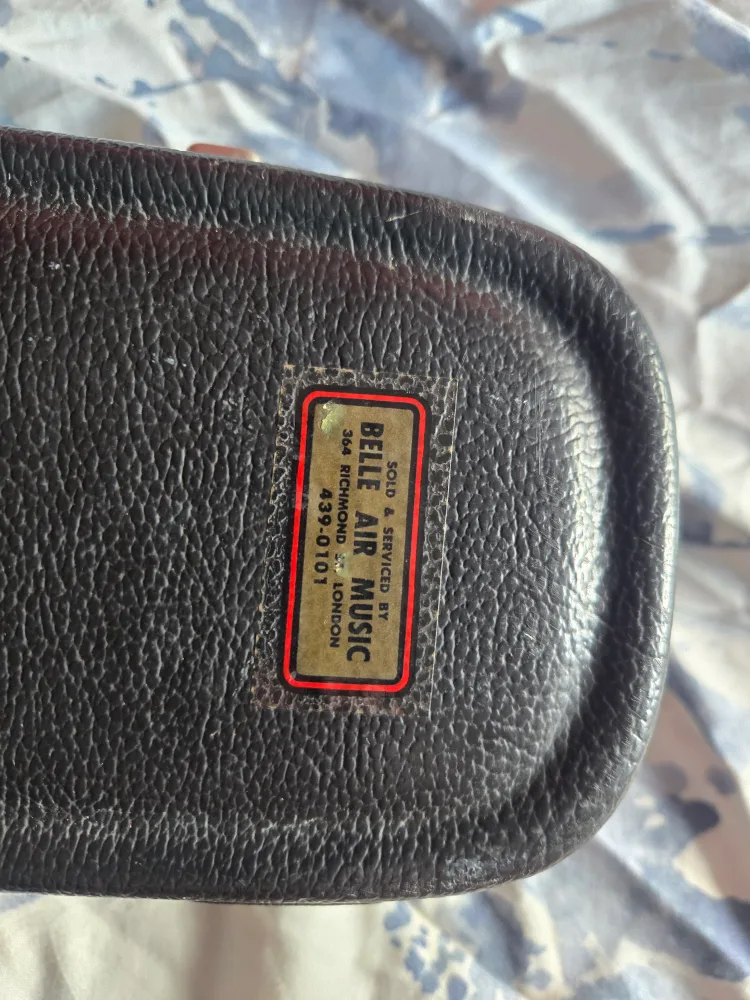 SOLD & SERVICED BY
BELLE AIR MUSIC
364 RICHMOND ST. LONDON
439-0101